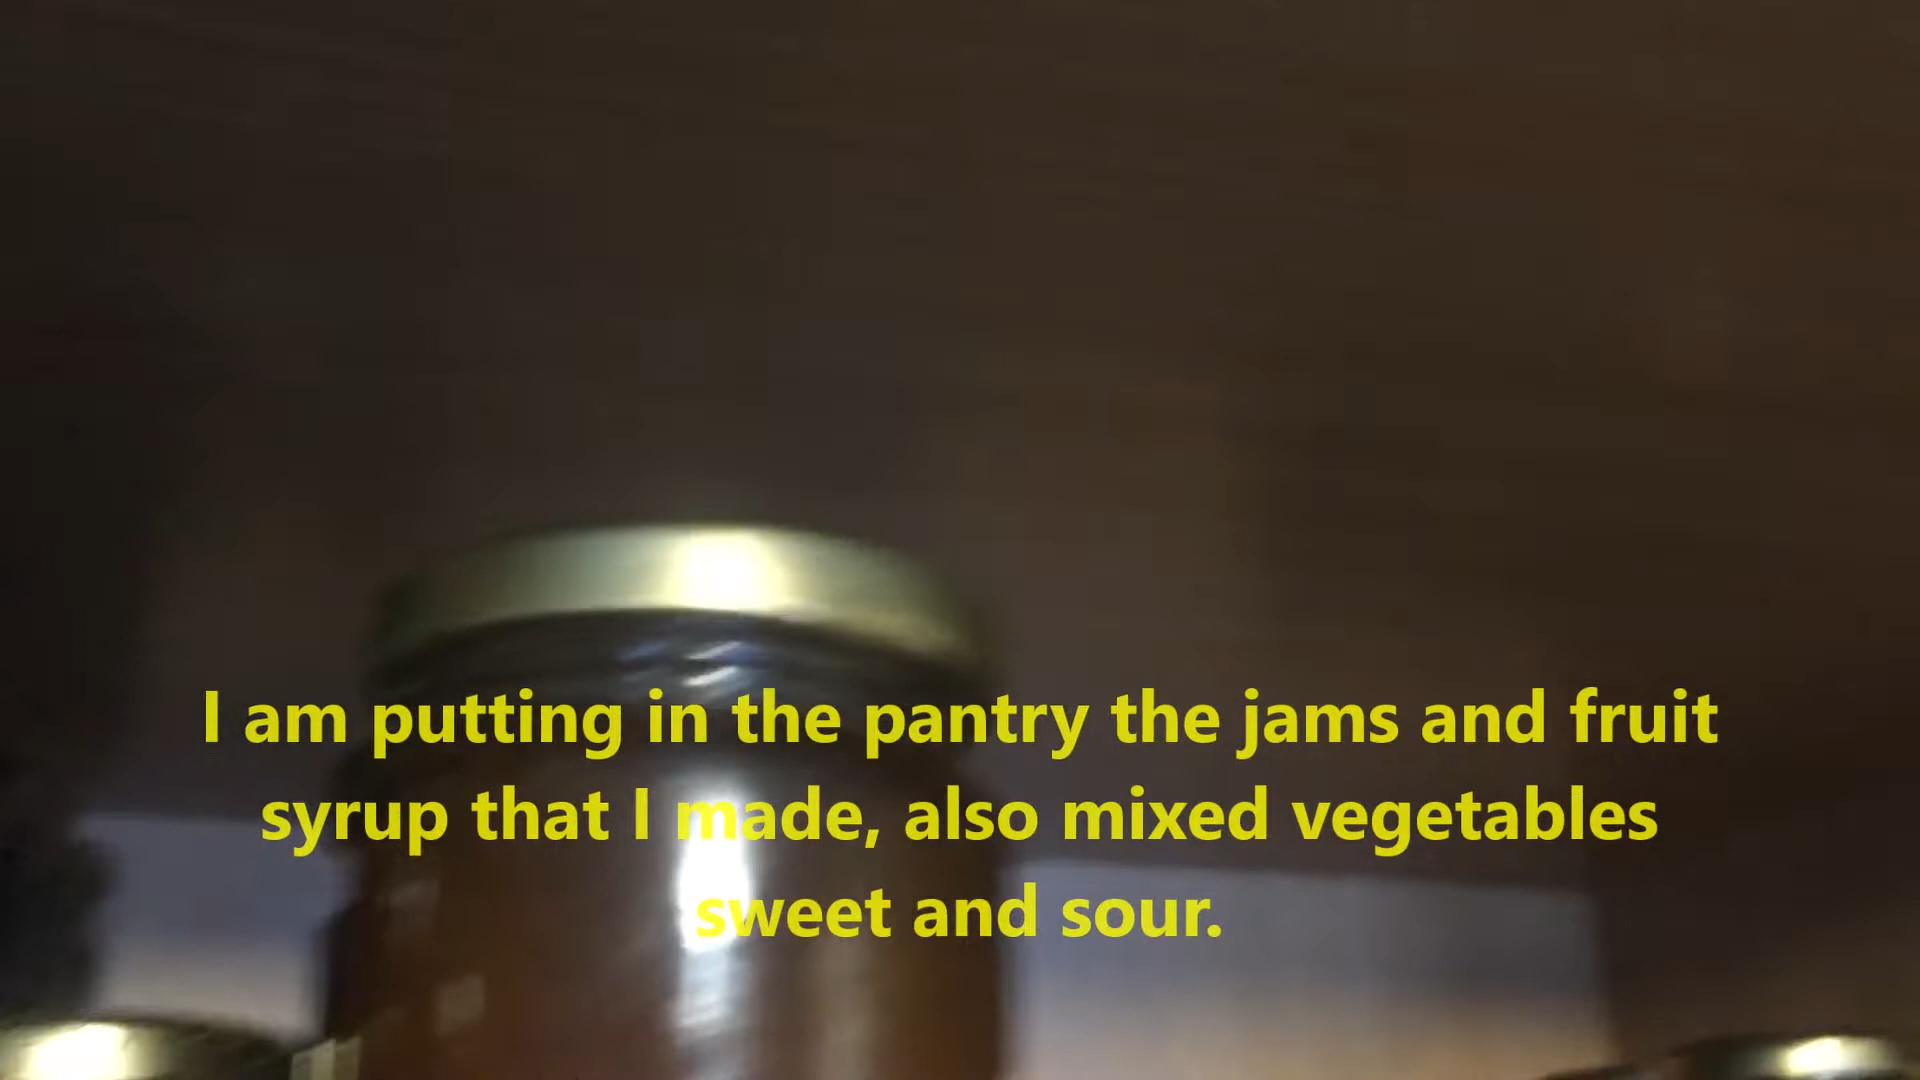 I am putting in the pantry the jams and fruit
syrup that I made, also mixed vegetables
sweet and sour.